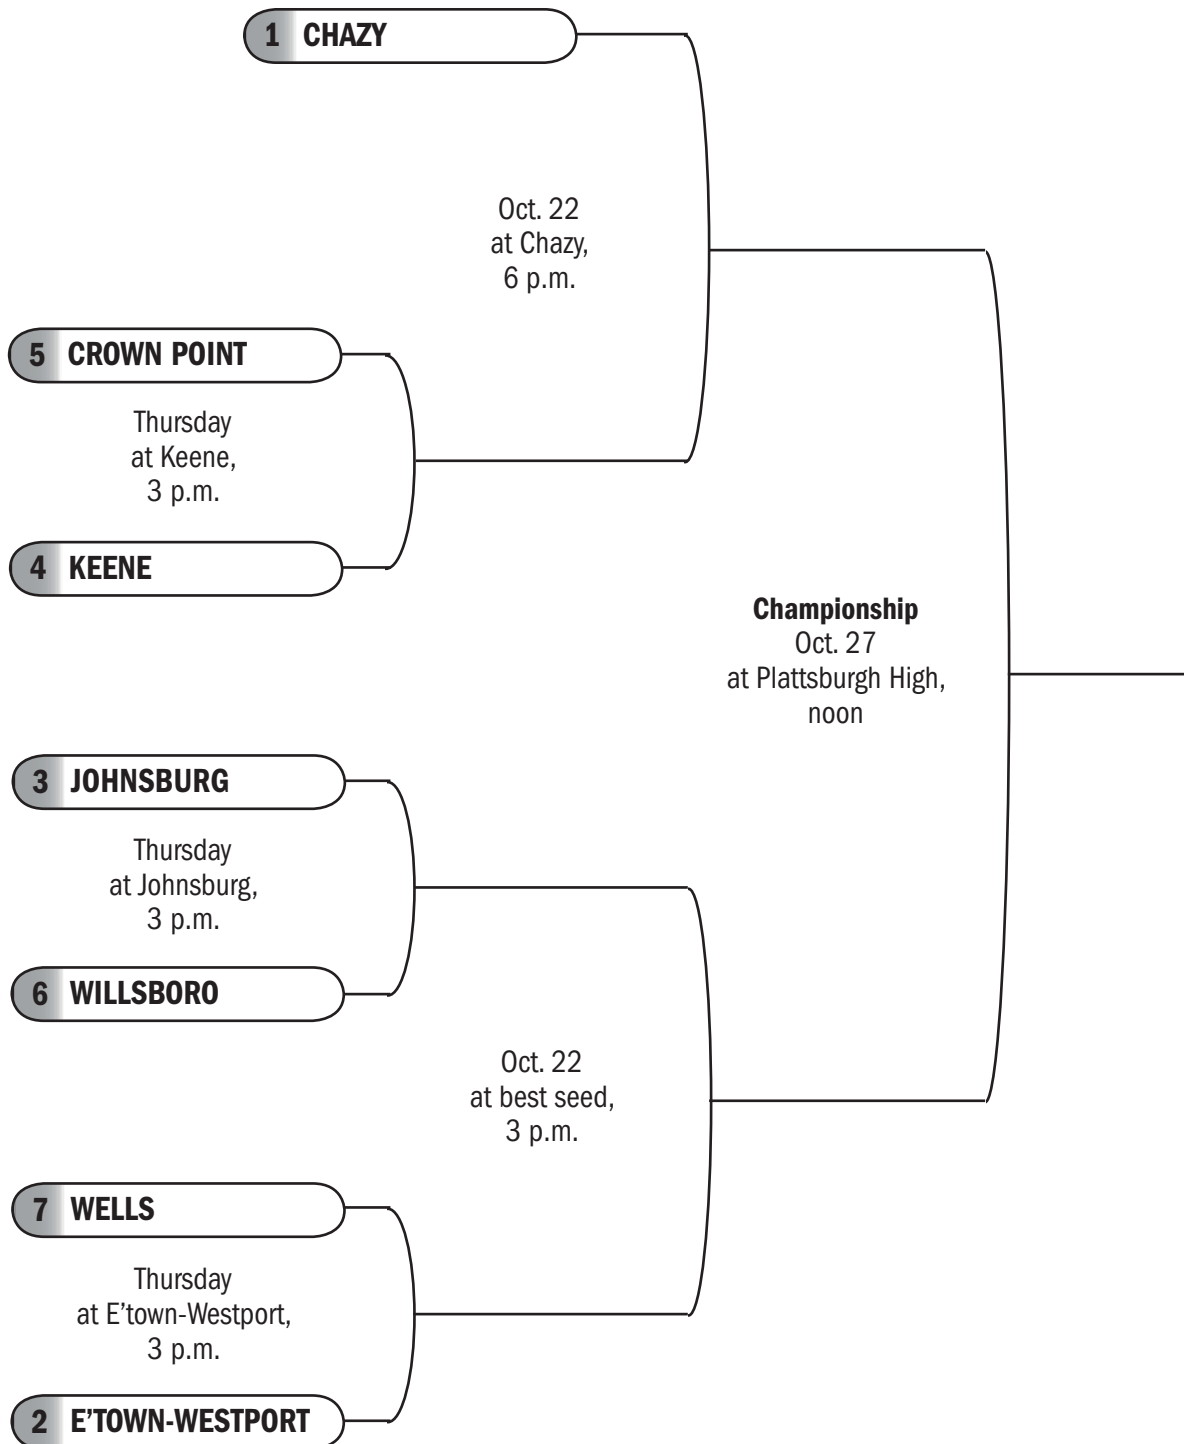 1 CHAZY
Oct. 22
at Chazy,
6 p.m.
5 CROWN POINT
Thursday
at Keene,
3 p.m.
4 KEENE
Championship
Oct. 27
at Plattsburgh High,
noon
3 JOHNSBURG
Thursday
at Johnsburg,
3 p.m.
6 WILLSBORO
Oct. 22
at best seed,
3 p.m.
7 WELLS
Thursday
at E'town-Westport,
3 p.m.
2 E'TOWN-WESTPORT